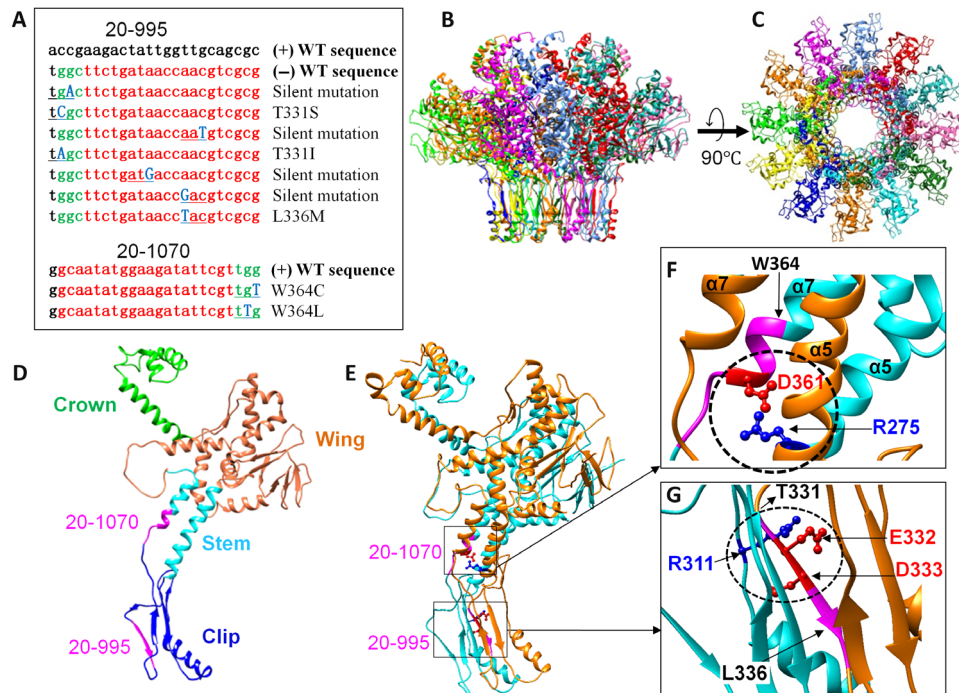 A
20-995
accgaagactattggttgcagcgc (+) WT sequence
tggcttctgataaccaacgtcgcg (–) WT sequence
tgActtctgataaccaacgtcgcg Silent mutation
tCgcttctgataaccaacgtcgcg T331S
tggcttctgataaccaaTgtcgcg Silent mutation
tAgcttctgataaccaacgtcgcg T331I
tggcttctgatGaccaacgtcgcg Silent mutation
tggcttctgataaccGacgtcgcg Silent mutation
tggcttctgataaccTacgtcgcg L336M
20-1070
ggcaatatggaagatattcgttgg (+) WT sequence
ggcaatatggaagatattcgttgT W364C
ggcaatatggaagatattcgttTg W364L
B
90°C
C
D
Crown
Wing
20-1070
Stem
20-995
Clip
E
20-1070
20-995
W364
F
α7
α7
α5
α5
D361
R275
G
T331
R311
E332
D333
L336